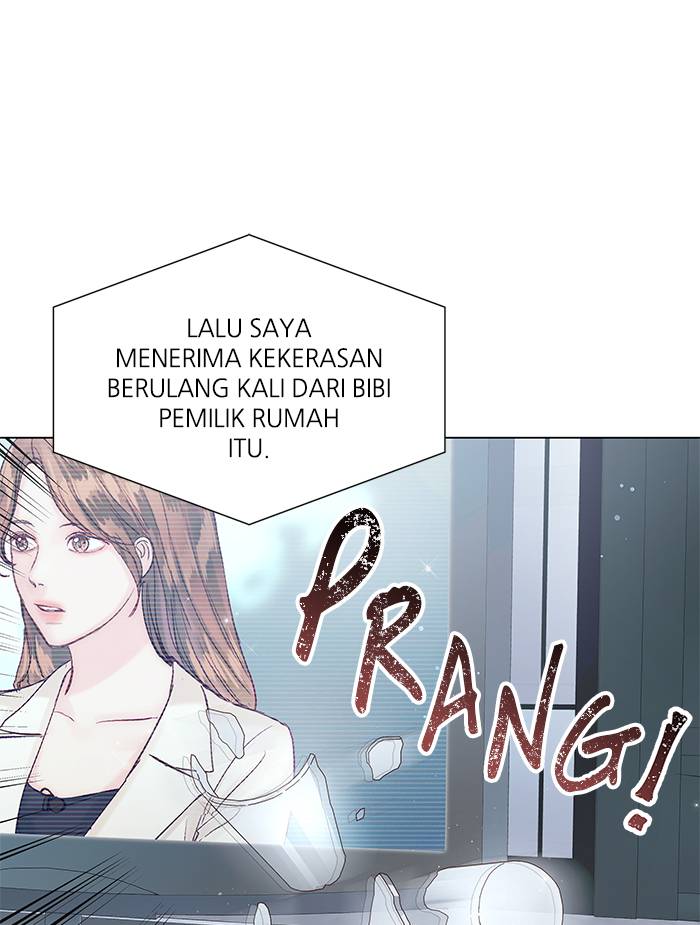 LALU SAYA
MENERIMA KEKERASAN
BERULANG KALI DARI BIBI
PEMILIK RUMAH
ITU.
PRANG!